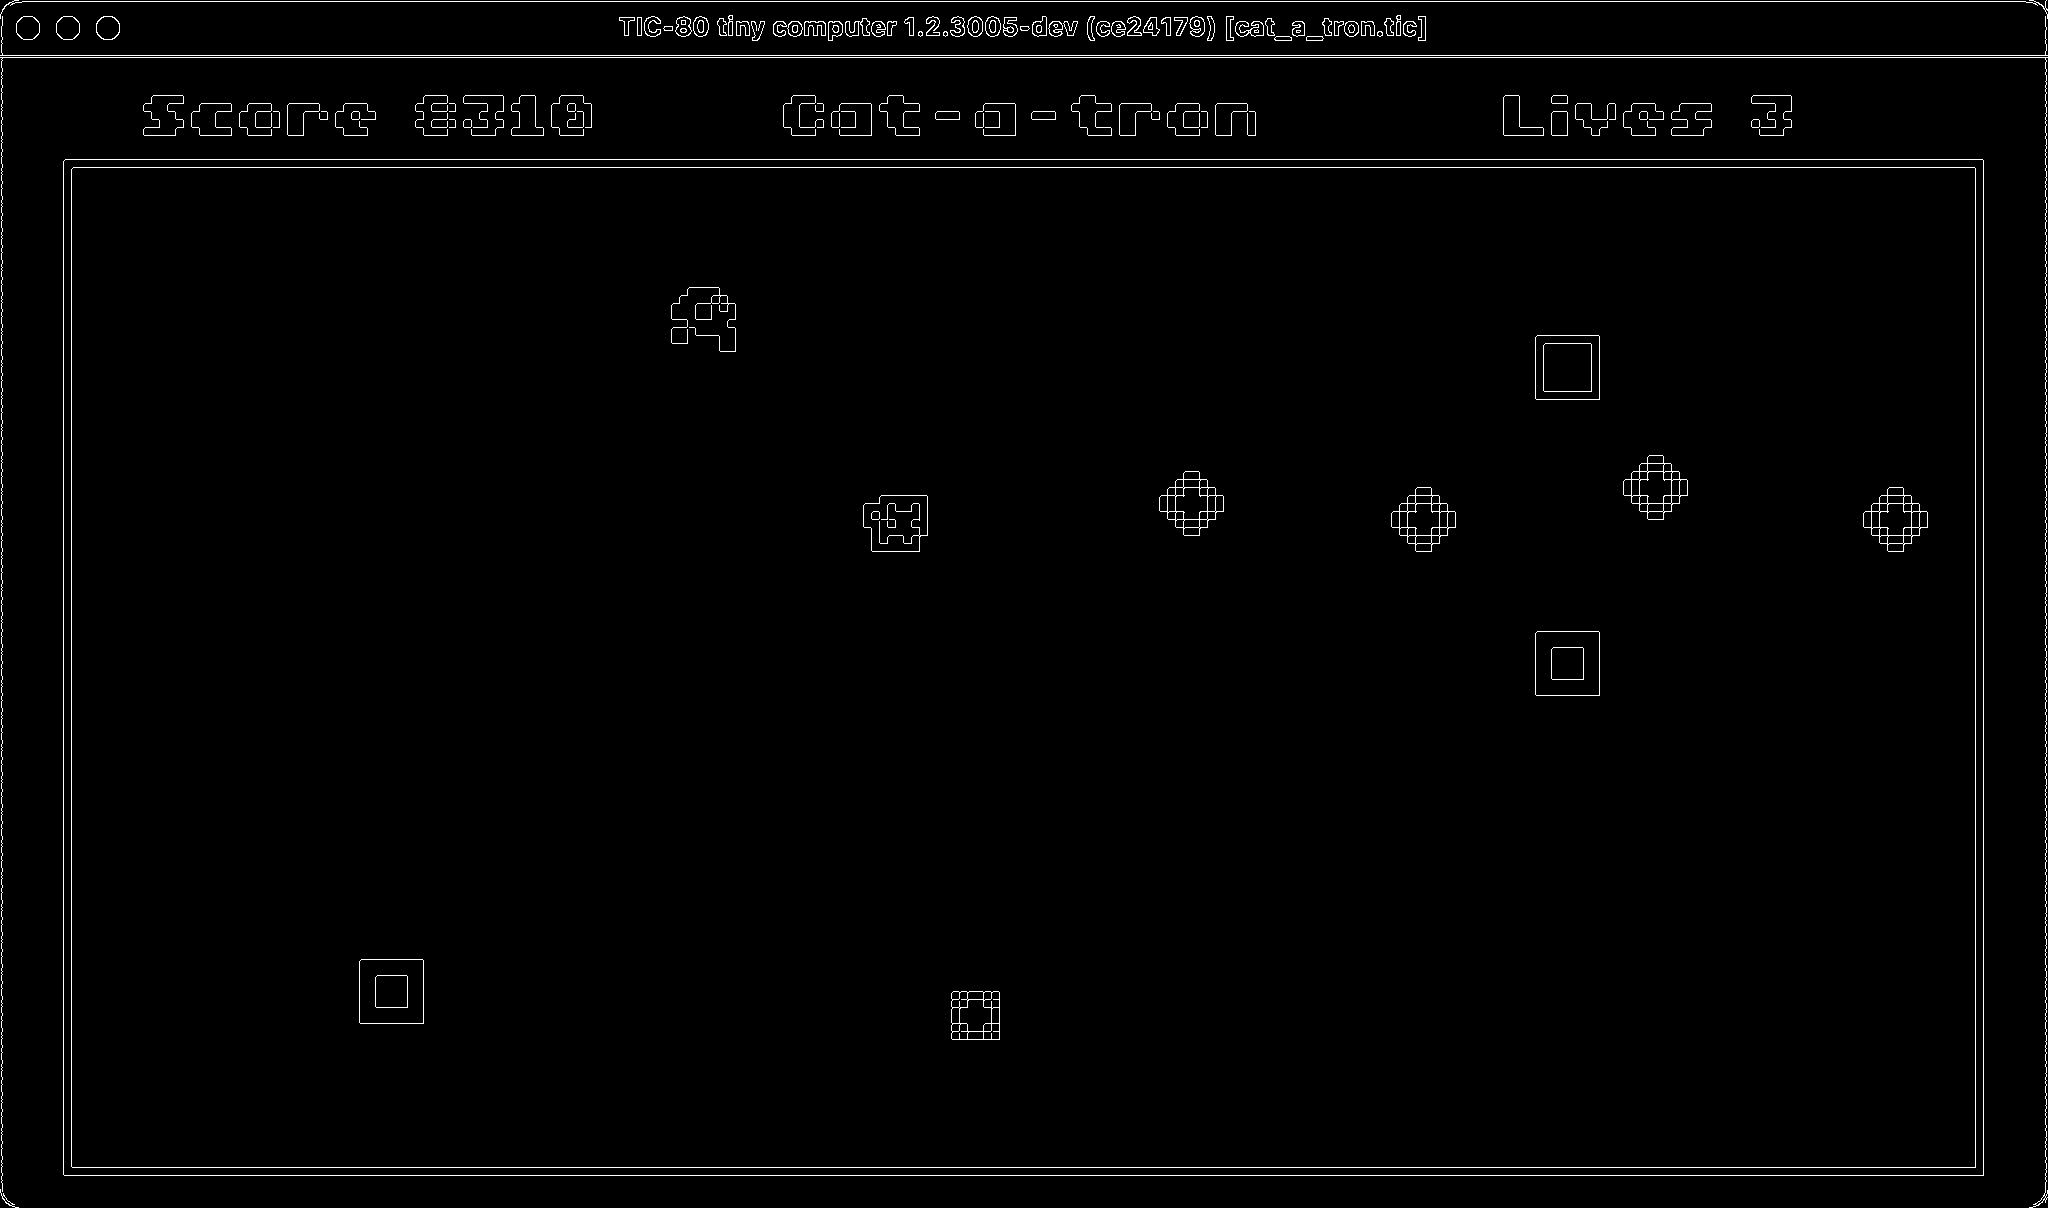 TIC-80 tiny computer 1.2.3005-dev (ce24179) [cat_a_tron.tic]
Score 8310 Cat-a-tron Lives 3